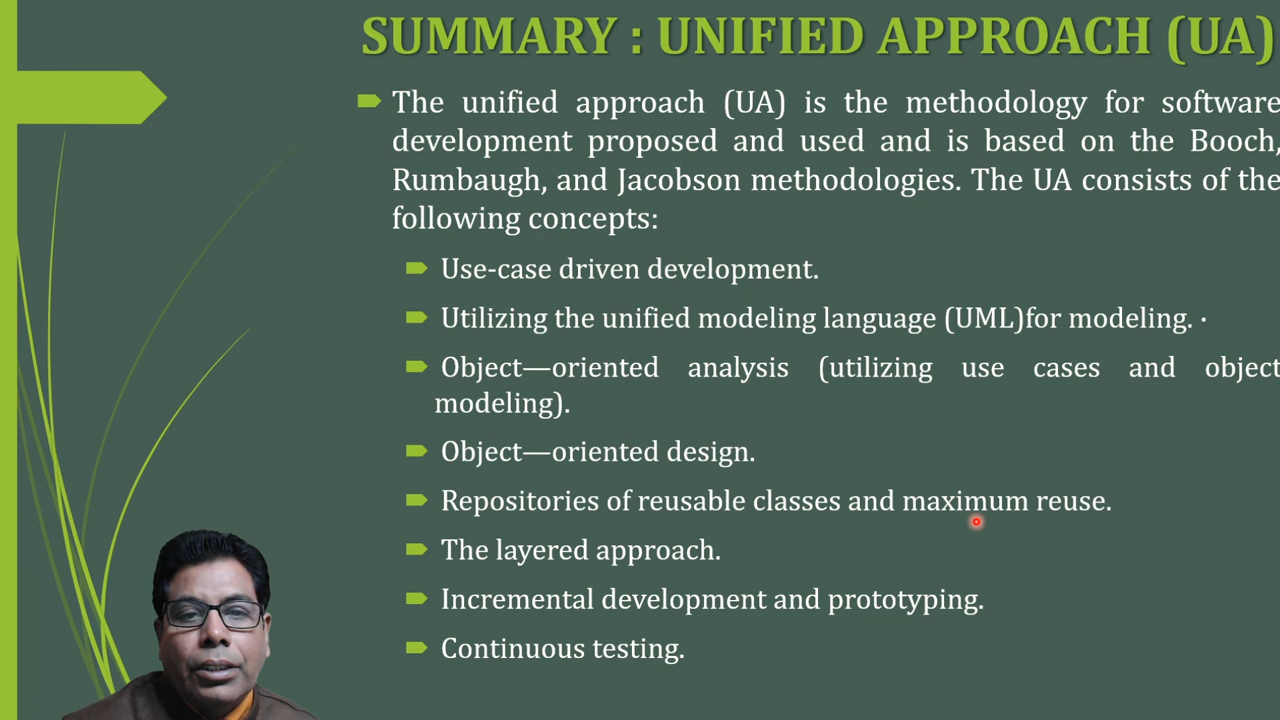 SUMMARY : UNIFIED APPROACH (UA)
The unified approach (UA) is the methodology for software
development proposed and used and is based on the Booch,
Rumbaugh, and Jacobson methodologies. The UA consists of the
following concepts:
Use-case driven development.
Utilizing the unified modeling language (UML)for modeling. ·
Object—oriented analysis (utilizing use cases and object
modeling).
Object—oriented design.
Repositories of reusable classes and maximum reuse.
The layered approach.
Incremental development and prototyping.
Continuous testing.